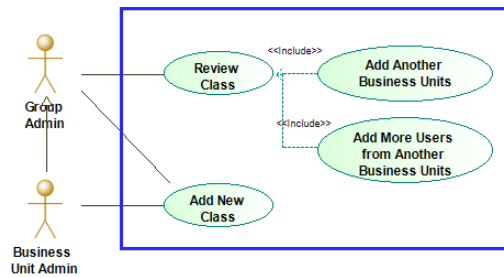 <<Include>>
Review
Class
Add Another
Business Units
Group
Admin
<<Include>>
Add More Users
from Another
Business Units
Add New
Class
Business
Unit Admin